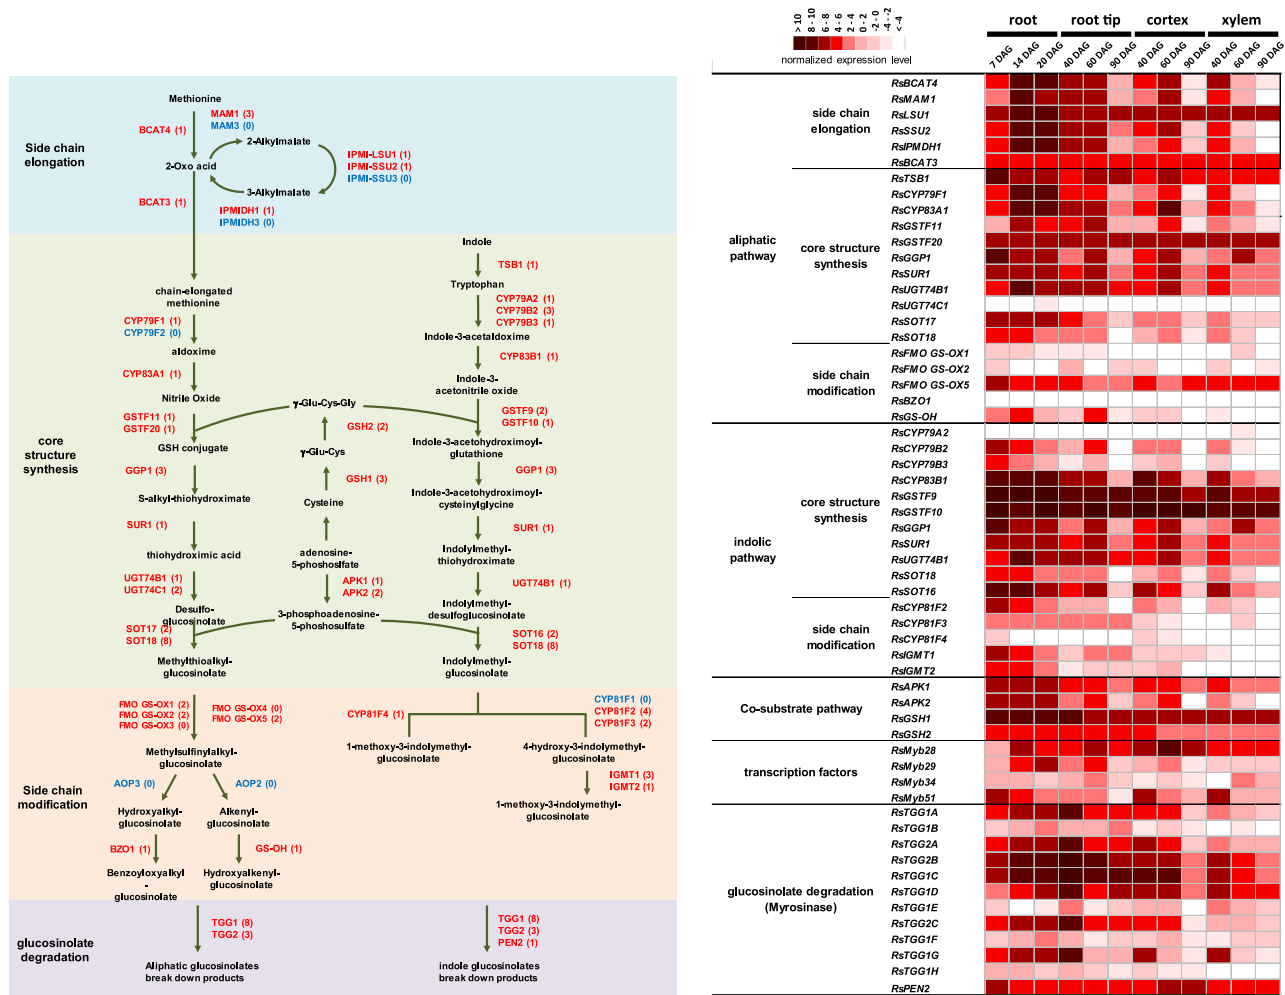 Side chain
elongation
Methionine
BCAT4 (1)
MAM1 (3)
MAM3 (0)
2-Alkylmalate
2-Oxo acid
IPMI-LSU1 (1)
IPMI-SSU2 (1)
IPMI-SSU3 (0)
3-Alkylmalate
BCAT3 (1)
IPMIDH1 (1)
IPMIDH3 (0)
core
structure
synthesis
chain-elongated
methionine
CYP79F1 (1)
CYP79F2 (0)
aldoxime
CYP83A1 (1)
Nitrile Oxide
GSTF11 (1)
GSTF20 (1)
GSH conjugate
GGP1 (3)
S-alkyl-thiohydroximate
SUR1 (1)
thiohydroximic acid
UGT74B1 (1)
UGT74C1 (2)
Desulfo-
glucosinolate
SOT17 (2)
SOT18 (8)
Methylthioalkyl-
glucosinolate
γ-Glu-Cys-Gly
GSH2 (2)
γ-Glu-Cys
GSH1 (3)
Cysteine
adenosine-
5-phoshoslfate
APK1 (1)
APK2 (2)
3-phosphoadenosine-
5-phoshosulfate
Indole
TSB1 (1)
Tryptophan
CYP79A2 (1)
CYP79B2 (3)
CYP79B3 (1)
Indole-3-acetaldoxime
CYP83B1 (1)
Indole-3-
acetonitrile oxide
GSTF9 (2)
GSTF10 (1)
Indole-3-acetohydroximoyl-
glutathione
GGP1 (3)
Indole-3-acetohydroximoyl-
cysteinylglycine
SUR1 (1)
Indolylmethyl-
thiohydroximate
UGT74B1 (1)
Indolylmethyl-
desulfoglucosinolate
SOT16 (2)
SOT18 (8)
Indolylmethyl-
glucosinolate
Side chain
modification
FMO GS-OX1 (2)
FMO GS-OX2 (2)
FMO GS-OX3 (0)
FMO GS-OX4 (0)
FMO GS-OX5 (2)
Methylsulfinylalkyl-
glucosinolate
AOP3 (0)
AOP2 (0)
Hydroxyalkyl-
glucosinolate
Alkenyl-
glucosinolate
BZO1 (1)
GS-OH (1)
Benzoyloxyalkyl
-
glucosinolate
Hydroxyalkenyl-
glucosinolate
CYP81F4 (1)
CYP81F1 (0)
CYP81F2 (4)
CYP81F3 (2)
1-methoxy-3-indolymethyl-
glucosinolate
4-hydroxy-3-indolymethyl-
glucosinolate
IGMT1 (3)
IGMT2 (1)
1-methoxy-3-indolymethyl-
glucosinolate
glucosinolate
degradation
TGG1 (8)
TGG2 (3)
Aliphatic glucosinolates
break down products
TGG1 (8)
TGG2 (3)
PEN2 (1)
indole glucosinolates
break down products
> 10
8 - 10
6 - 8
4 - 6
2 - 4
0 - 2
-2 - 0
-4 - -2
< -4
normalized expression level
root
root tip
cortex
xylem
7 DAG
14 DAG
20 DAG
40 DAG
60 DAG
90 DAG
40 DAG
60 DAG
90 DAG
40 DAG
60 DAG
90 DAG
aliphatic
pathway
side chain
elongation
RsBCAT4
RsMAM1
RsLSU1
RsSSU2
RsIPMDH1
RsBCAT3
core structure
synthesis
RsTSB1
RsCYP79F1
RsCYP83A1
RsGSTF11
RsGSTF20
RsGGP1
RsSUR1
RsUGT74B1
RsUGT74C1
RsSOT17
RsSOT18
side chain
modification
RsFMO GS-OX1
RsFMO GS-OX2
RsFMO GS-OX5
RsBZO1
RsGS-OH
indolic
pathway
core structure
synthesis
RsCYP79A2
RsCYP79B2
RsCYP79B3
RsCYP83B1
RsGSTF9
RsGSTF10
RsGGP1
RsSUR1
RsUGT74B1
RsSOT18
RsSOT16
side chain
modification
RsCYP81F2
RsCYP81F3
RsCYP81F4
RsIGMT1
RsIGMT2
Co-substrate pathway
RsAPK1
RsAPK2
RsGSH1
RsGSH2
transcription factors
RsMyb28
RsMyb29
RsMyb34
RsMyb51
glucosinolate degradation
(Myrosinase)
RsTGG1A
RsTGG1B
RsTGG2A
RsTGG2B
RsTGG1C
RsTGG1D
RsTGG1E
RsTGG2C
RsTGG1F
RsTGG1G
RsTGG1H
RsPEN2